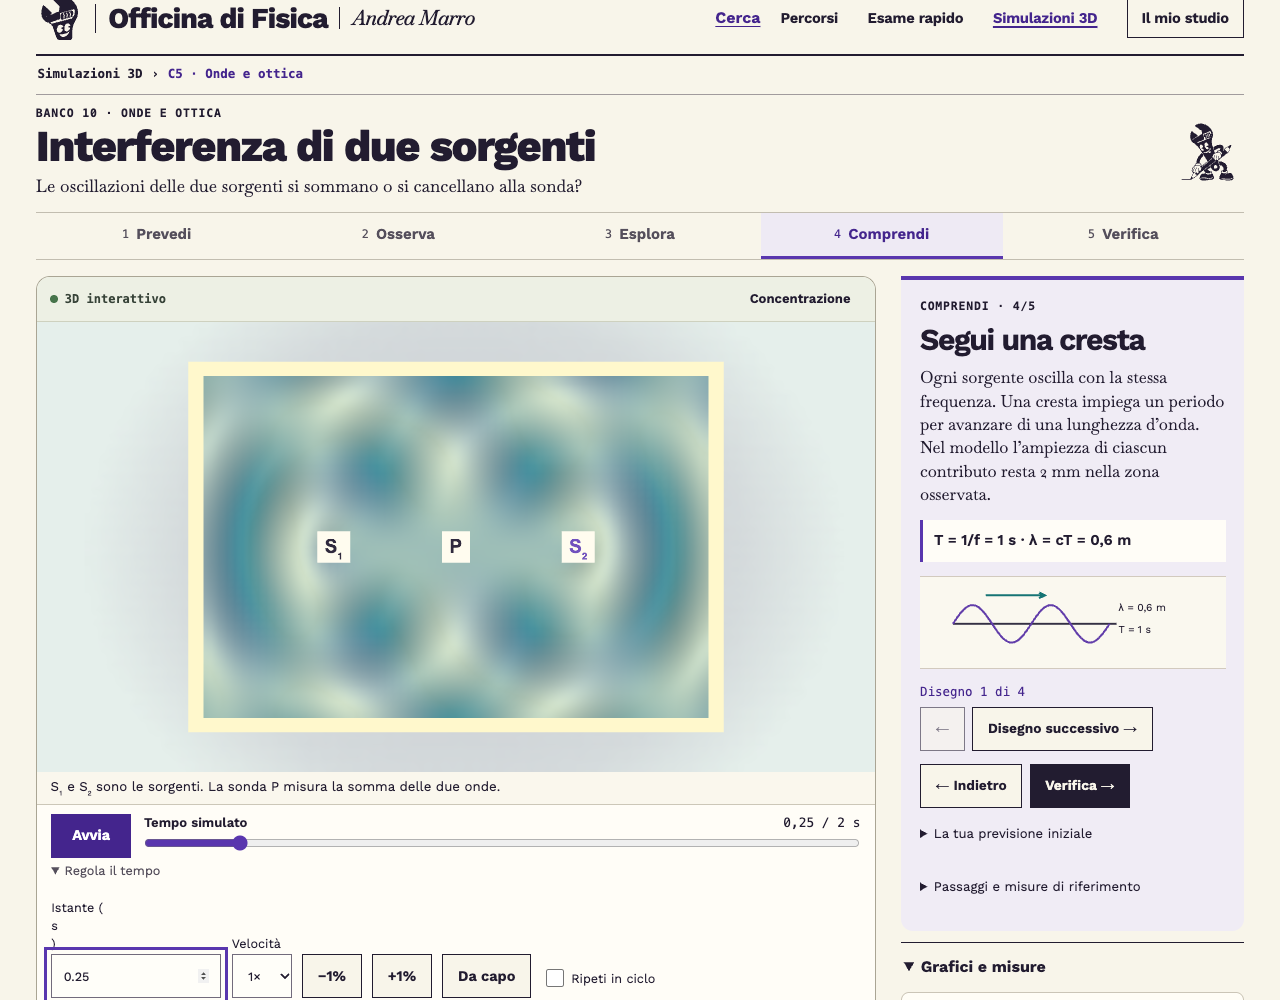 Officina di Fisica
Andrea Marro
Cerca
Percorsi
Esame rapido
Simulazioni 3D
Il mio studio
Simulazioni 3D › C5 · Onde e ottica
BANCO 10 · ONDE E OTTICA
Interferenza di due sorgenti
Le oscillazioni delle due sorgenti si sommano o si cancellano alla sonda?
1 Prevedi
2 Osserva
3 Esplora
4 Comprendi
5 Verifica
3D interattivo
Concentrazione
S₁
P
S₂
S₁ e S₂ sono le sorgenti. La sonda P misura la somma delle due onde.
Avvia
Tempo simulato
0,25 / 2 s
▼ Regola il tempo
Istante (
s
)
Velocità
0.25
1×
−1%
+1%
Da capo
Ripeti in ciclo
COMPRENDI · 4/5
Segui una cresta
Ogni sorgente oscilla con la stessa
frequenza. Una cresta impiega un periodo
per avanzare di una lunghezza d’onda.
Nel modello l’ampiezza di ciascun
contributo resta 2 mm nella zona
osservata.
T = 1/f = 1 s · λ = cT = 0,6 m
λ = 0,6 m
T = 1 s
Disegno 1 di 4
←
Disegno successivo →
← Indietro
Verifica →
▶ La tua previsione iniziale
▶ Passaggi e misure di riferimento
▼ Grafici e misure